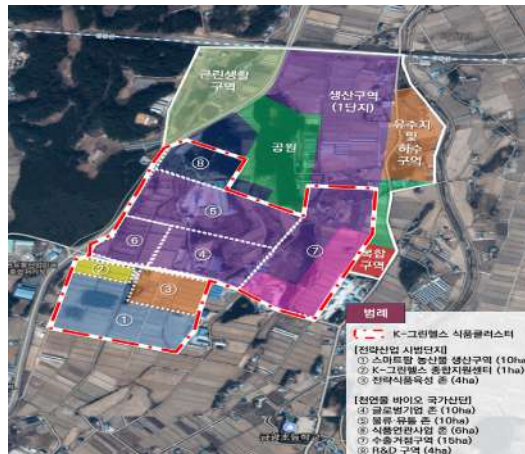 근린생활
구역
생산구역
(1단지)
유수지
및
하수
구역
공원
⑧
⑤
⑥
④
⑦
복합
구역
②
③
①
범례
K-그린헬스 식품클러스터
[전략산업 시범단지]
① 스마트팜 농산물 생산구역 (10ha
② K-그린헬스 종합지원센터 (1ha)
③ 전략식품육성 존 (4ha)
[천연물 바이오 국가산단]
④ 글로벌기업 존 (10ha)
⑤ 물류·유통 존 (10ha)
⑥ 식품연관사업 존 (6ha)
⑦ 수출거점구역 (15ha)
R&D 구역 (4ha)